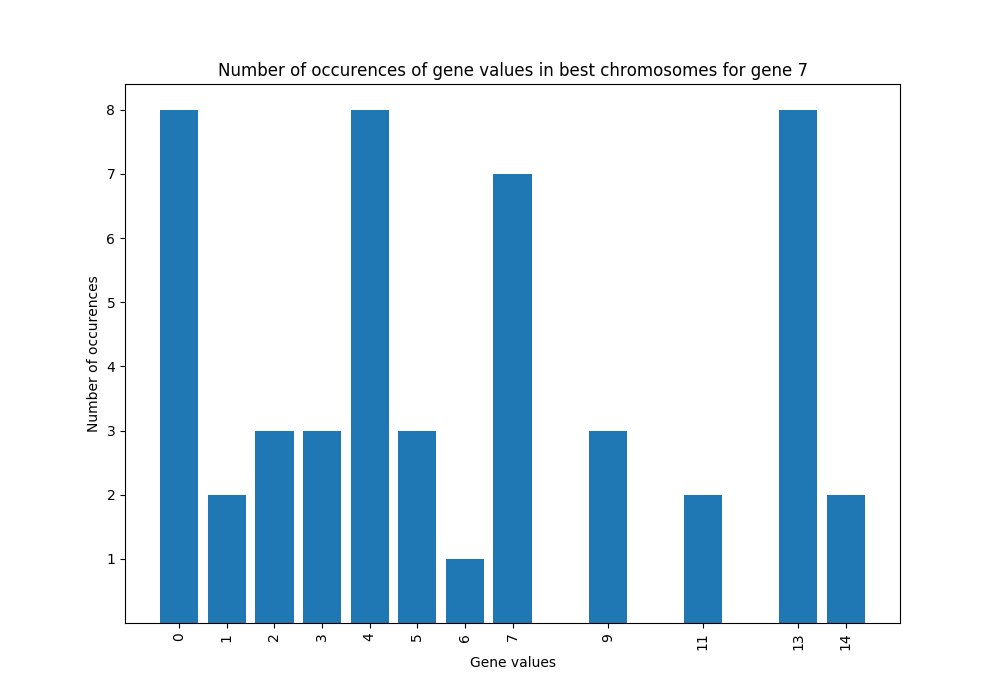 Number of occurences of gene values in best chromosomes for gene 7
8
7
6
5
4
3
2
1
Number of occurences
0 1 2 3 4 5 6 7 9 11 13 14
Gene values